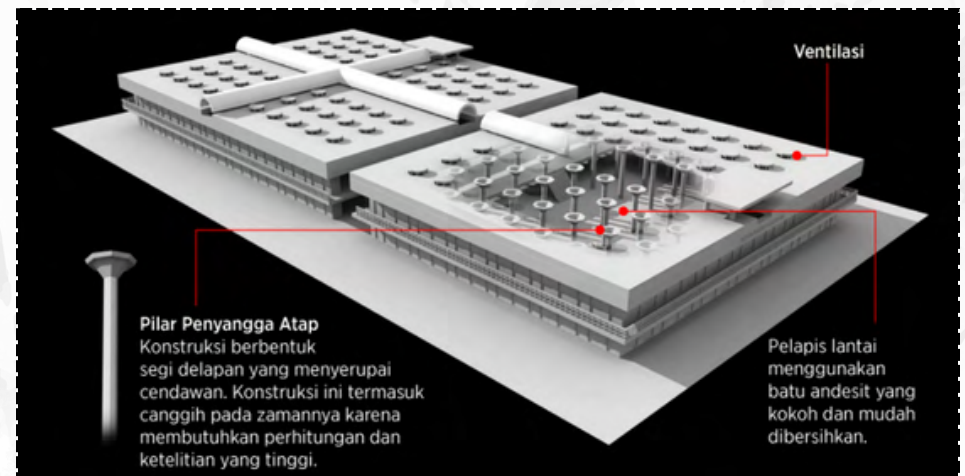 Ventilasi
Pilar Penyangga Atap
Konstruksi berbentuk
segi delapan yang menyerupai
cendawan. Konstruksi ini termasuk
canggih pada zamannya karena
membutuhkan perhitungan dan
ketelitian yang tinggi.
Pelapis lantai
menggunakan
batu andesit yang
kokoh dan mudah
dibersihkan.